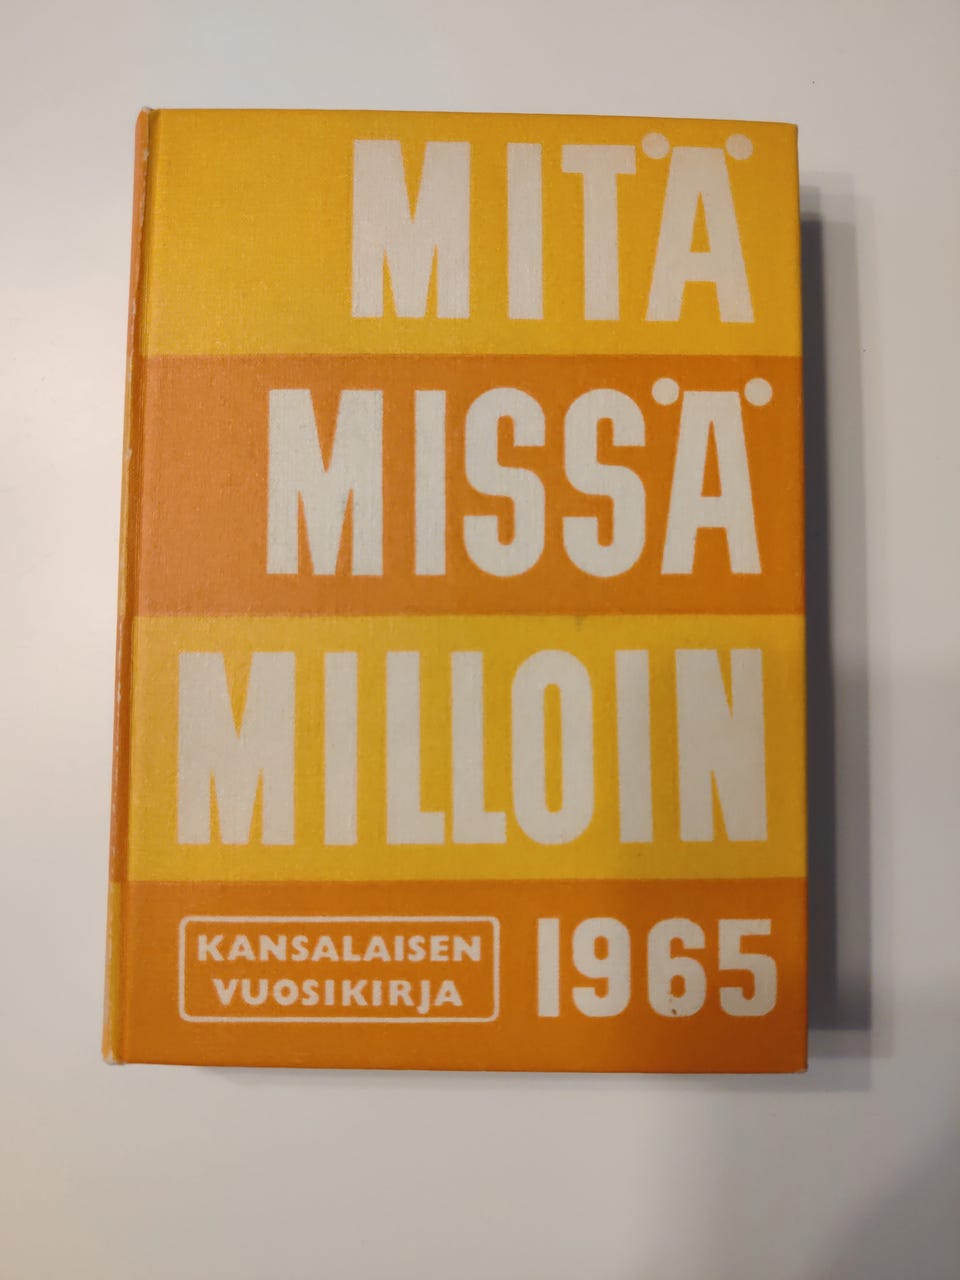 MITÄ
MISSÄ
MILLOIN
KANSALAISEN
VUOSIKIRJA
1965